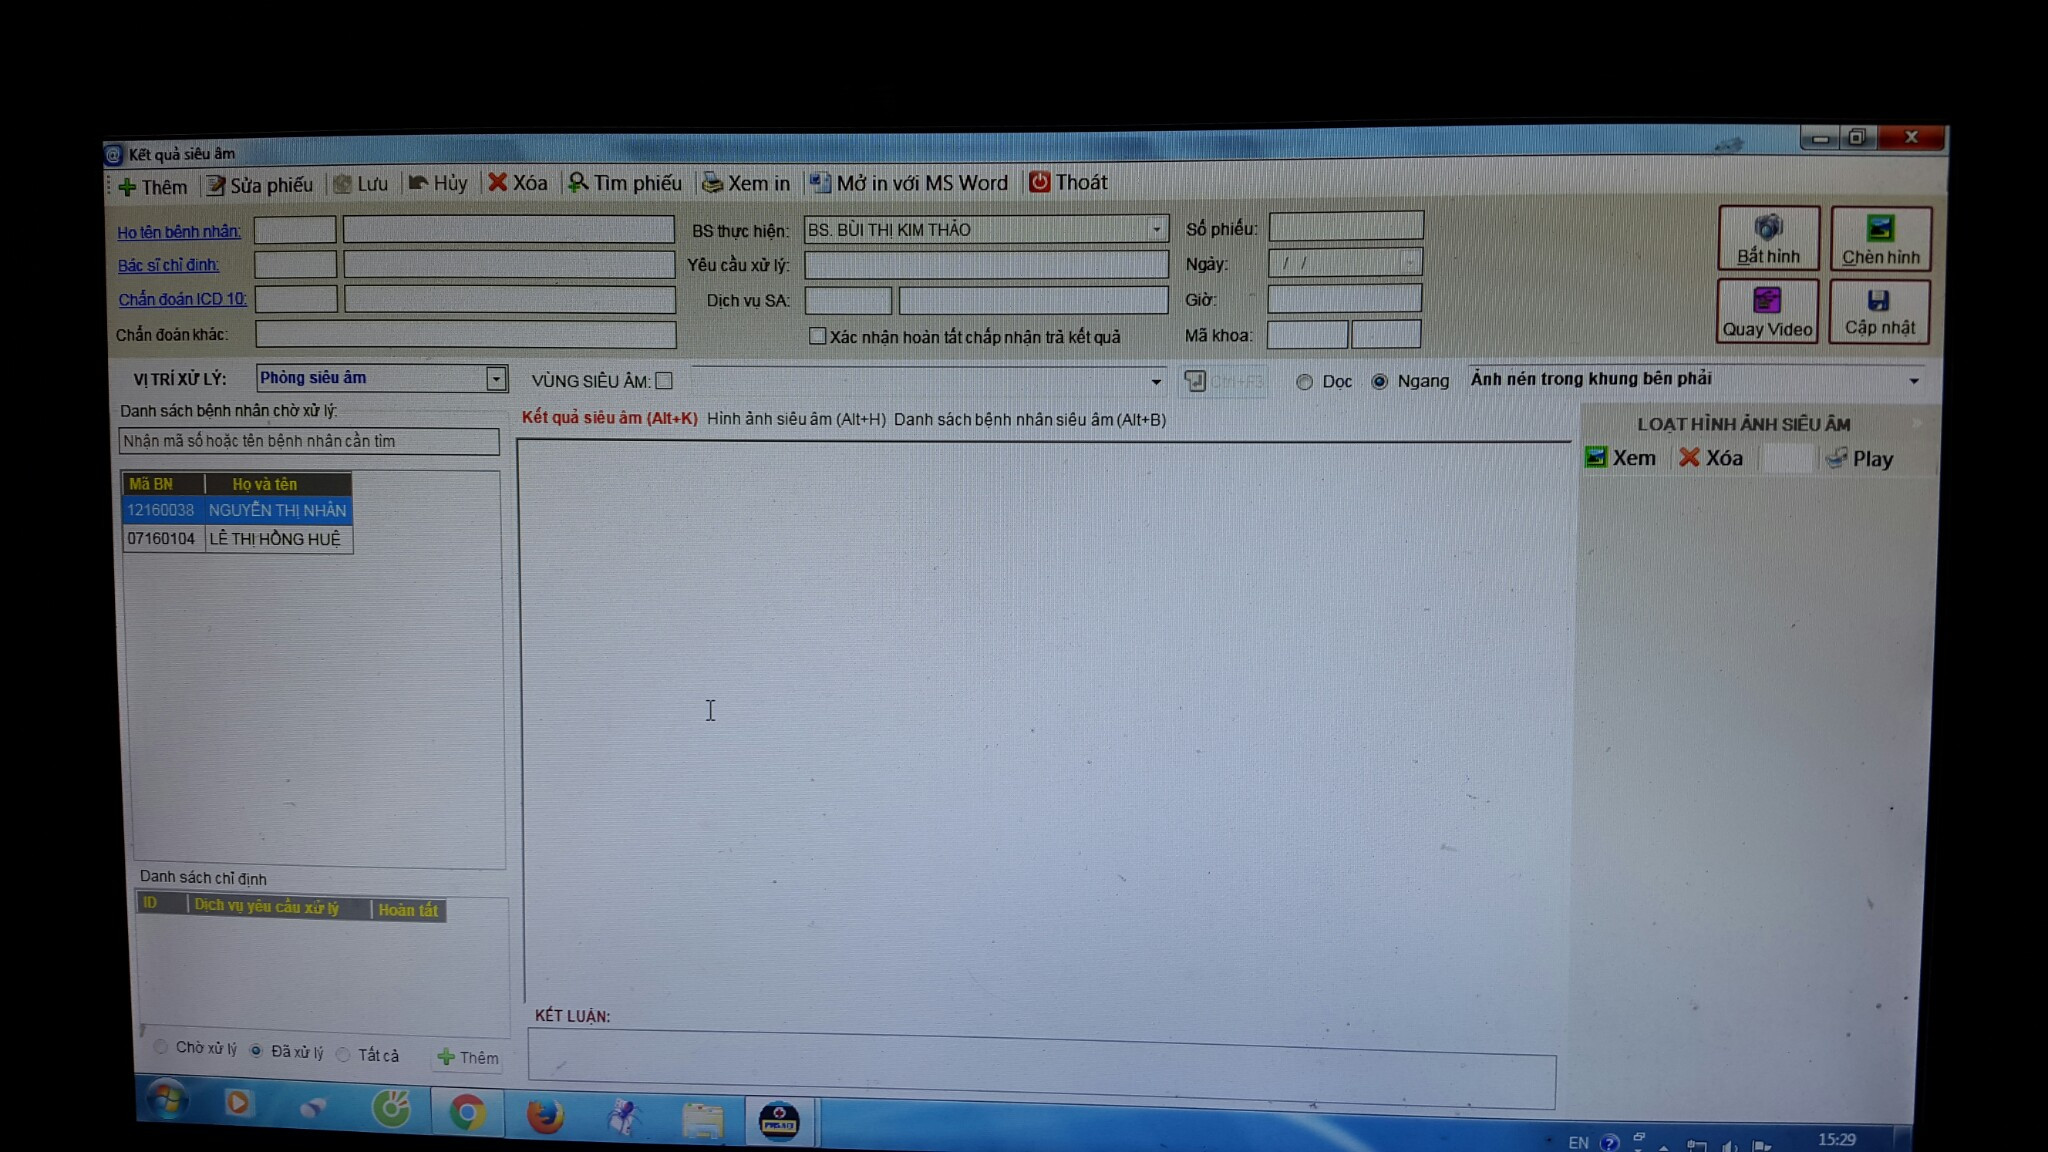 Kết quả siêu âm
Thêm Sửa phiếu Lưu Hủy Xóa Tìm phiếu Xem in Mở in với MS Word Thoát
Họ tên bệnh nhân: BS thực hiện: BS. BÙI THỊ KIM THẢO Số phiếu:
Bác sĩ chỉ định: Yêu cầu xử lý: Ngày: / /
Chẩn đoán ICD 10: Dịch vụ SA: Giờ:
Chẩn đoán khác: Xác nhận hoàn tất chấp nhận trả kết quả Mã khoa:
Bắt hình Chèn hình
Quay Video Cập nhật
VỊ TRÍ XỬ LÝ: Phòng siêu âm VÙNG SIÊU ÂM: Ctrl+F3 Dọc Ngang Ảnh nén trong khung bên phải
Danh sách bệnh nhân chờ xử lý:
Nhận mã số hoặc tên bệnh nhân cần tìm
Mã BN Họ và tên
12160038 NGUYỄN THỊ NHÀN
07160104 LÊ THỊ HỒNG HUỆ
Kết quả siêu âm (Alt+K) Hình ảnh siêu âm (Alt+H) Danh sách bệnh nhân siêu âm (Alt+B)
LOẠT HÌNH ẢNH SIÊU ÂM
Xem Xóa Play
Danh sách chỉ định
ID Dịch vụ yêu cầu xử lý Hoàn tất
Chờ xử lý Đã xử lý Tất cả Thêm
KẾT LUẬN:
EN 15:29